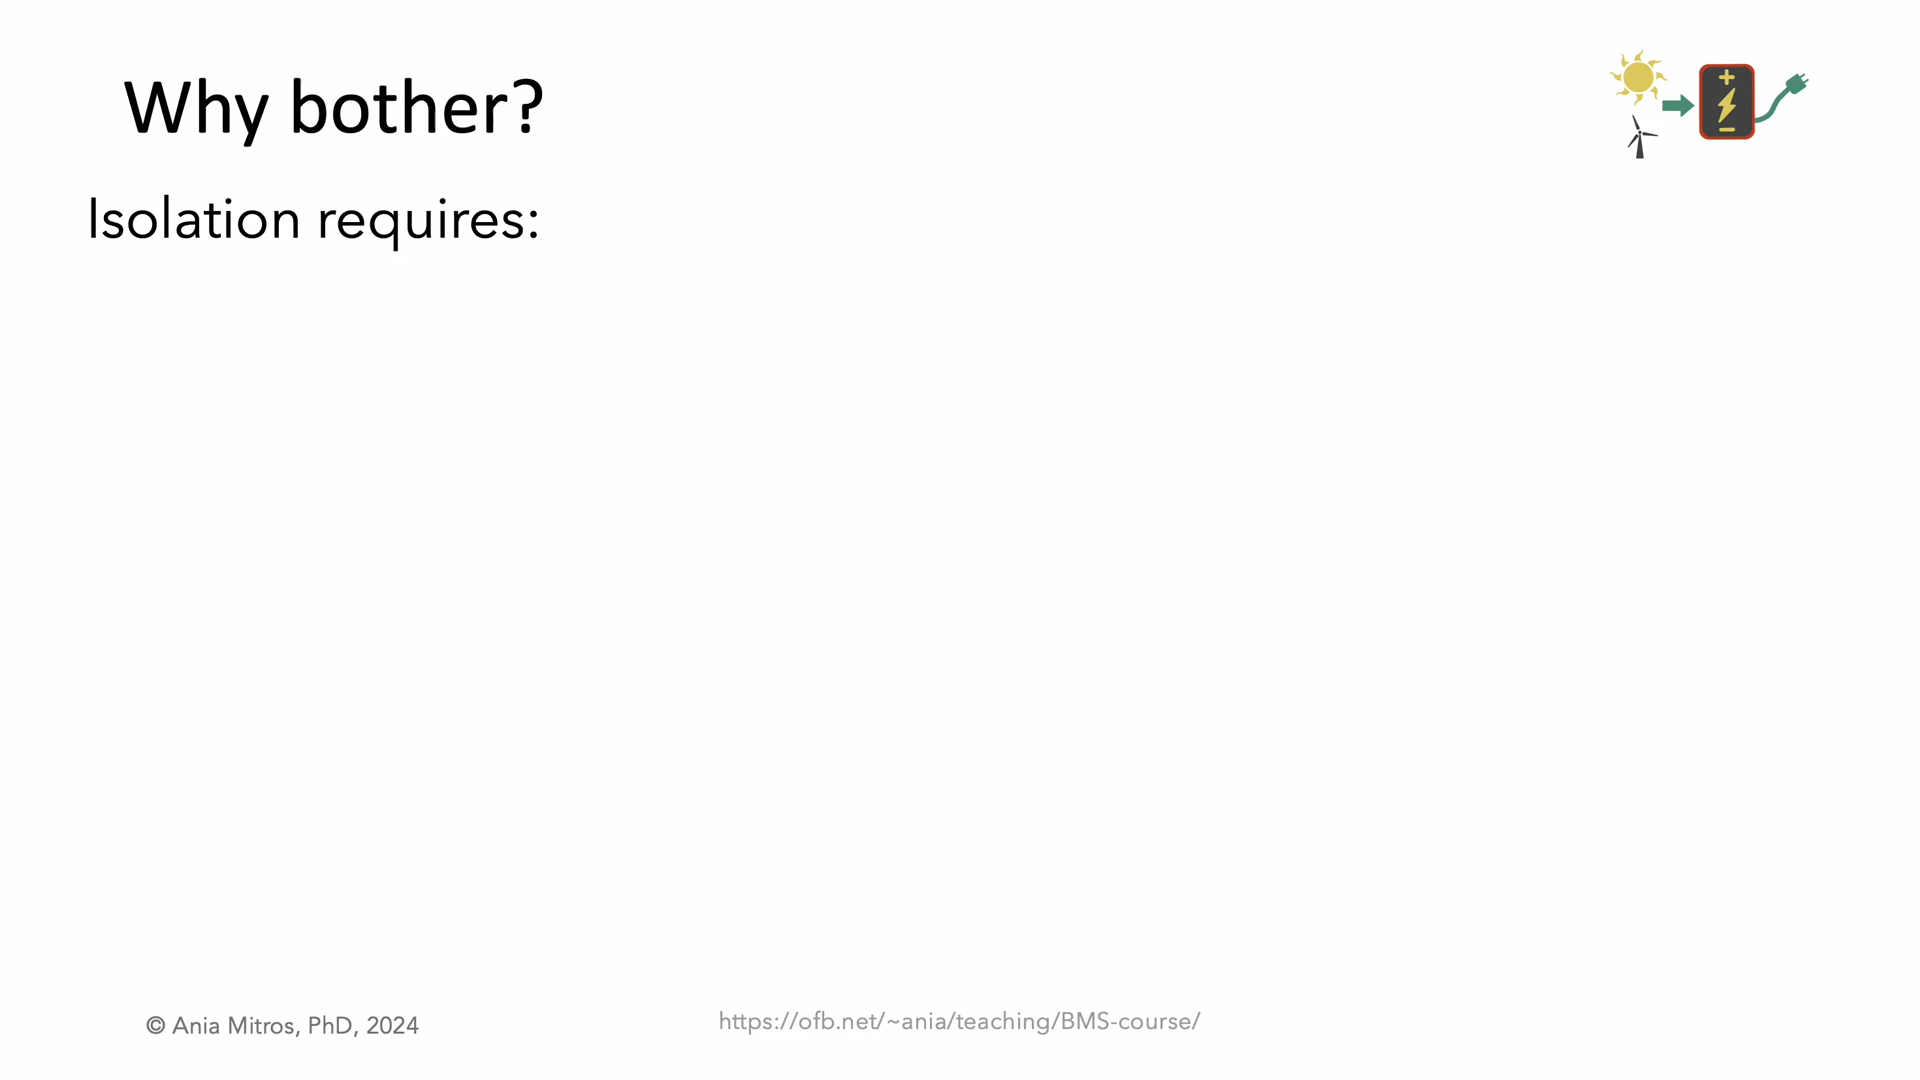 Why bother?
Isolation requires:
© Ania Mitros, PhD, 2024
https://ofb.net/~ania/teaching/BMS-course/